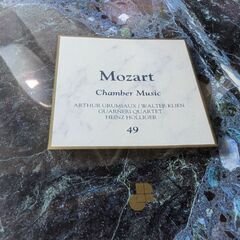 Mozart
Chamber Music
ARTHUR GRUMIAUX / WALTER KLIEN
GUARNERI QUARTET
HEINZ HOLLIGER
49